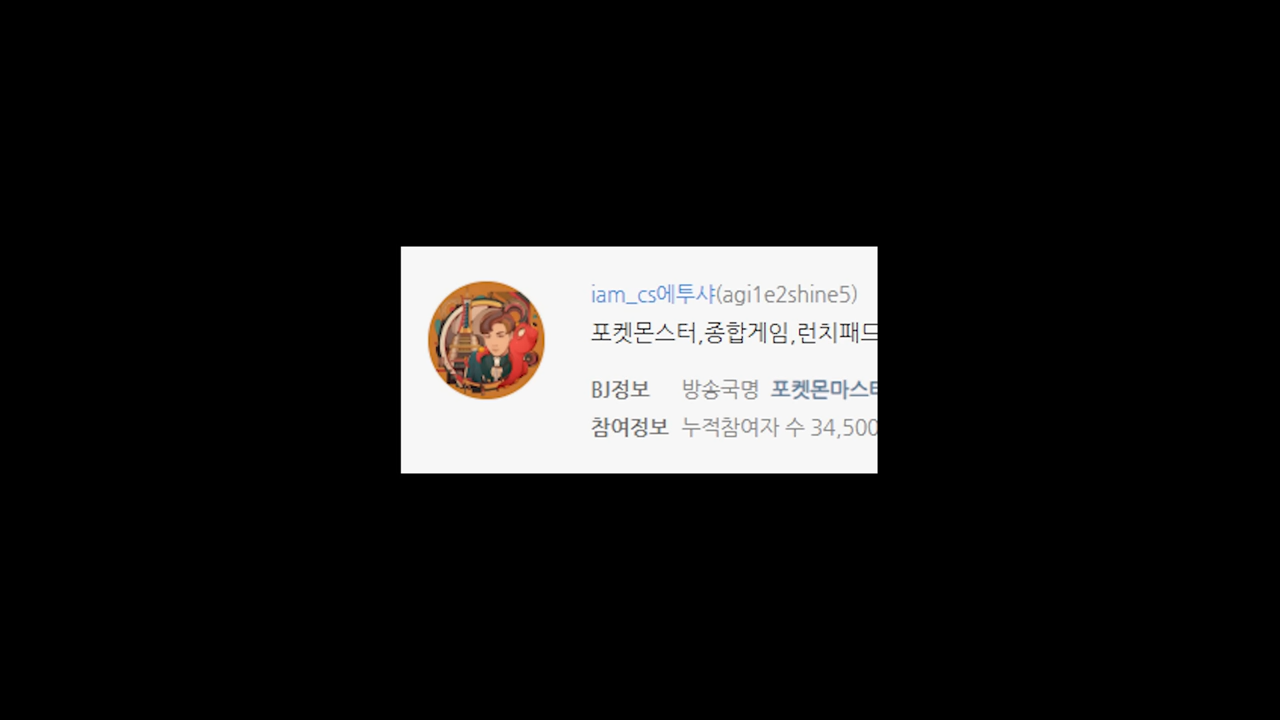 iam_cs에투샤(agi1e2shine5)
포켓몬스터,종합게임,런치패드
BJ정보 방송국명 포켓몬마스터
참여정보 누적참여자 수 34,500